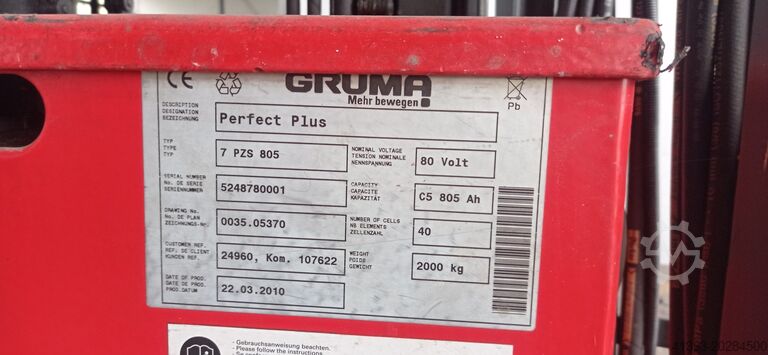 CE GRUMA
Mehr bewegen!
Pb
DESCRIPTION
DESIGNATION
BEZEICHNUNG
Perfect Plus
TYP
TYPE
TYP
7 PZS 805
NOMINAL VOLTAGE
TENSION NOMINALE
NENNSPANNUNG
80 Volt
SERIAL NUMBER
No. DE SERIE
SERIENNUMMER
5248780001
CAPACITY
CAPACITE
KAPAZITÄT
C5 805 Ah
DRAWING No.
No. DE PLAN
ZEICHNUNGS-Nr.
0035.05370
NUMBER OF CELLS
NB ELEMENTS
ZELLENZAHL
40
CUSTOMER REF.
REF. DE CLIENT
KUNDEN REF.
24960, Kom. 107622
WEIGHT
POIDS
GEWICHT
2000 kg
DATE OF PROD.
DATE DE PROD.
PROD.DATUM
22.03.2010
- Gebrauchsanweisung beachten.
- Please follow the instructions.